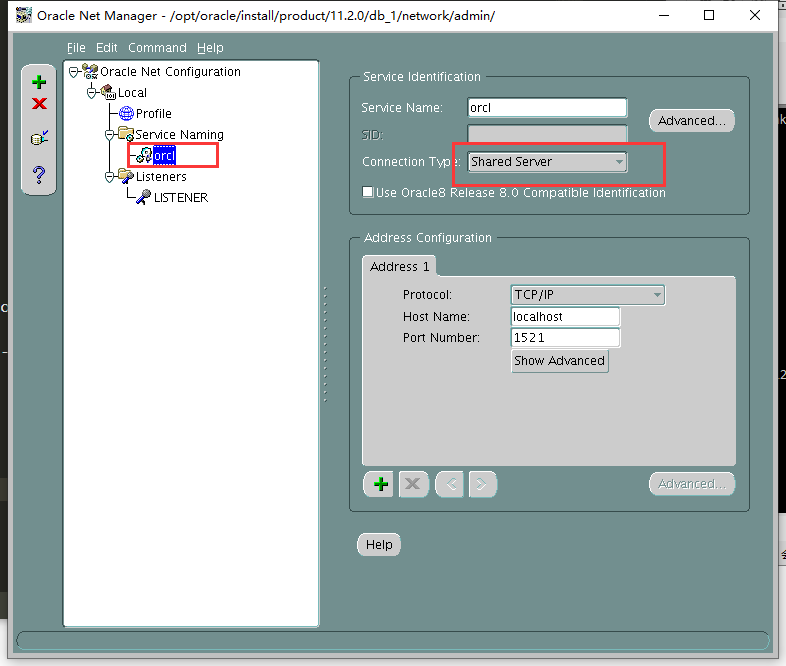 Oracle Net Manager - /opt/oracle/install/product/11.2.0/db_1/network/admin/
File Edit Command Help
Oracle Net Configuration
Local
Profile
Service Naming
orcl
Listeners
LISTENER
Service Identification
Service Name: orcl
Advanced...
SID:
Connection Type: Shared Server
Use Oracle8 Release 8.0 Compatible Identification
Address Configuration
Address 1
Protocol: TCP/IP
Host Name: localhost
Port Number: 1521
Show Advanced
Advanced...
Help